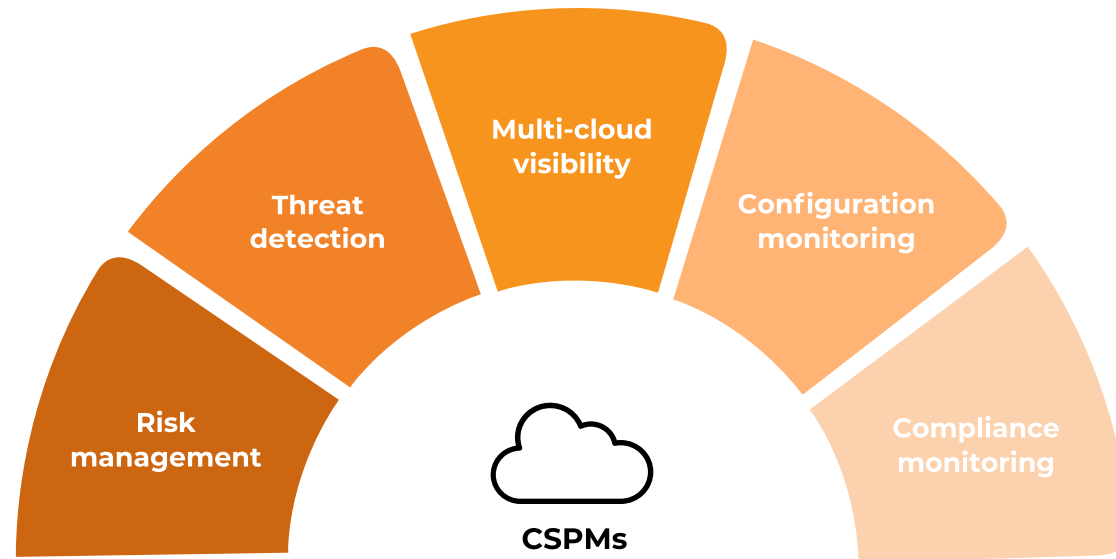 Risk
management
Threat
detection
Multi-cloud
visibility
Configuration
monitoring
Compliance
monitoring
CSPMs